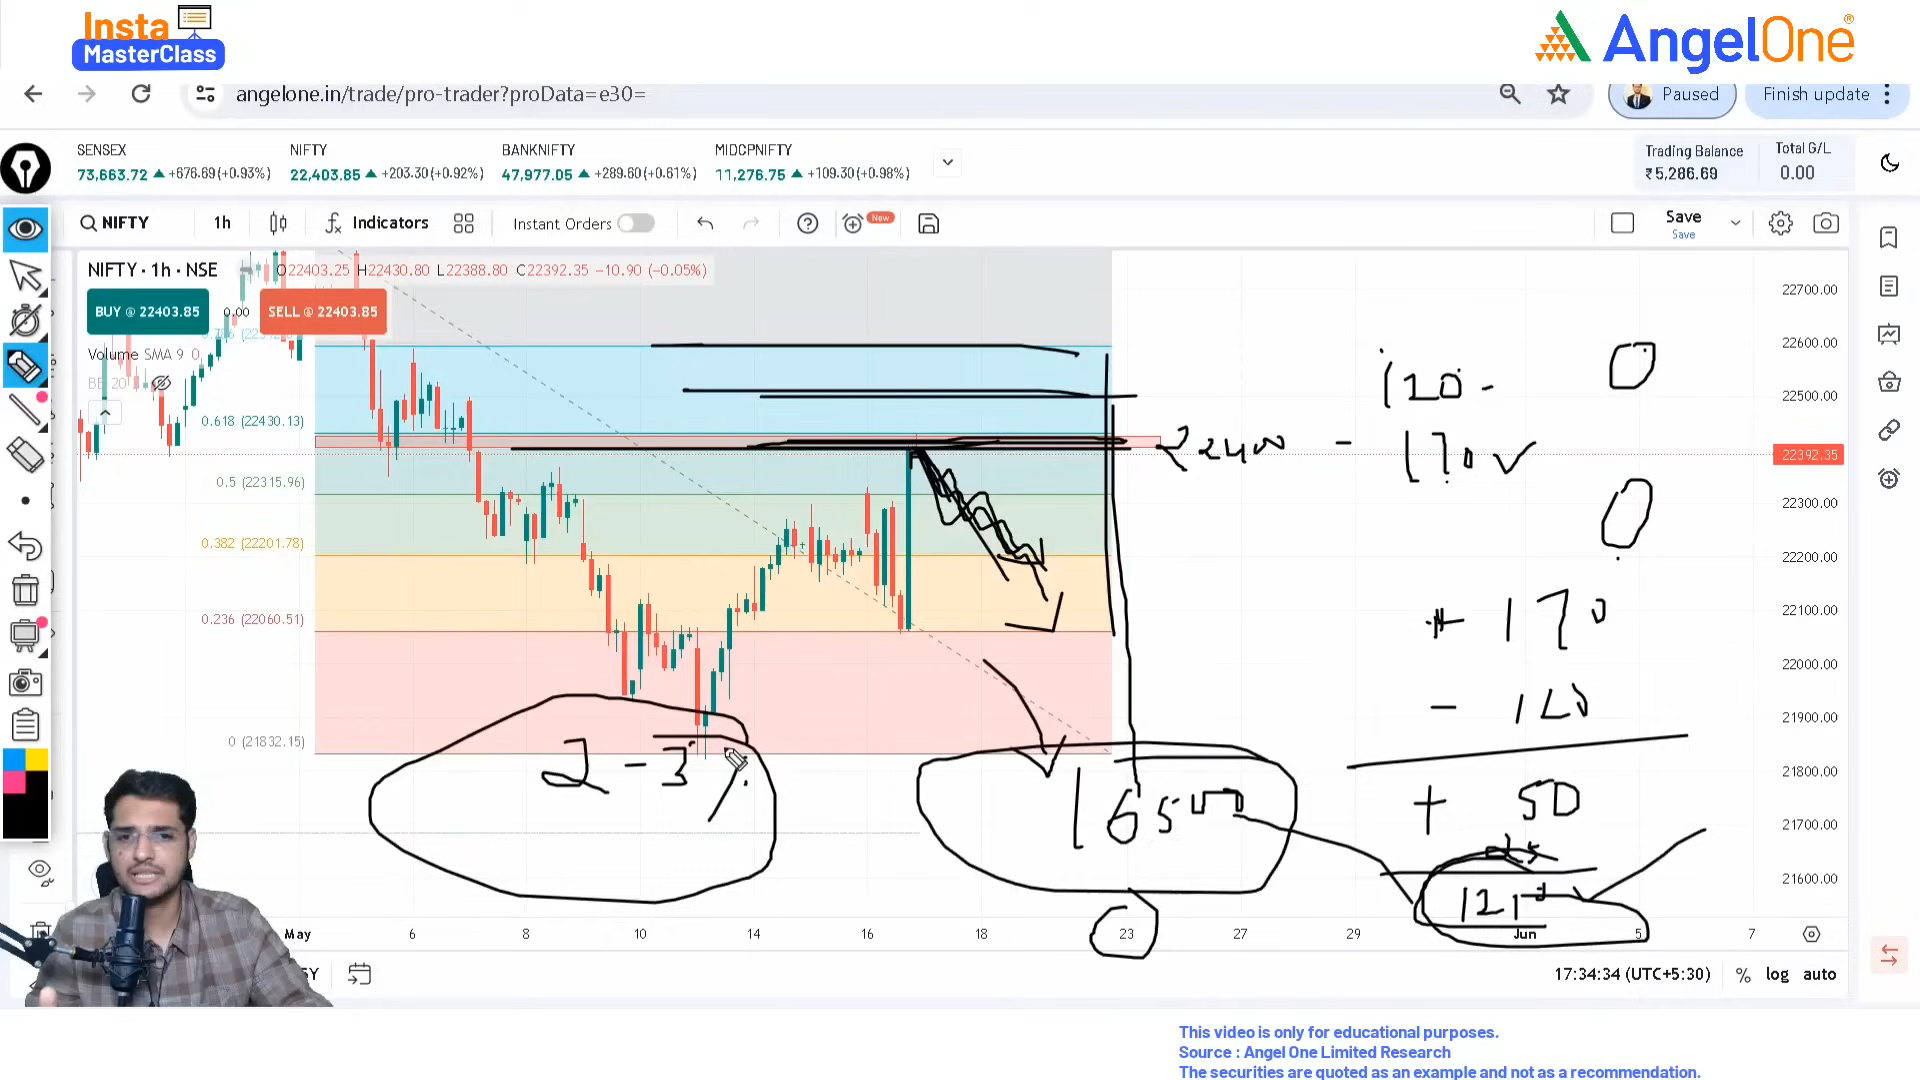 Insta
MasterClass
AngelOne®
angelone.in/trade/pro-trader?proData=e30=
Paused
Finish update
SENSEX
73,663.72 +676.69(+0.93%)
NIFTY
22,403.85 +203.30(+0.92%)
BANKNIFTY
47,977.05 +289.60(+0.61%)
MIDCPNIFTY
11,276.75 +109.30(+0.98%)
Trading Balance
₹5,286.69
Total G/L
0.00
NIFTY
1h
Indicators
Instant Orders
New
Save
Save
NIFTY · 1h · NSE
O22403.25 H22430.80 L22388.80 C22392.35 −10.90 (−0.05%)
BUY @ 22403.85
0.00
SELL @ 22403.85
Volume SMA 9 0
BB 20
0.618 (22430.13)
0.5 (22315.96)
0.382 (22201.78)
0.236 (22060.51)
0 (21832.15)
22700.00
22600.00
22500.00
22392.35
22300.00
22200.00
22100.00
22000.00
21900.00
21800.00
21700.00
21600.00
120 -
0
22400 - 170
0
+ 170
- 120
+ 50
2-3%
16500
May
6
8
10
14
16
18
23
27
29
Jun
5
7
17:34:34 (UTC+5:30)
%
log
auto
This video is only for educational purposes.
Source : Angel One Limited Research
The securities are quoted as an example and not as a recommendation.